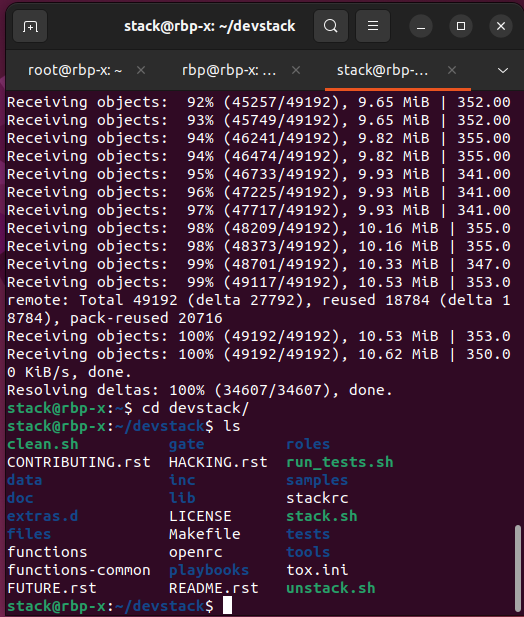 stack@rbp-x: ~/devstack
root@rbp-x: ~ × rbp@rbp-x: ... × stack@rbp-... ×
Receiving objects:  92% (45257/49192), 9.65 MiB | 352.00
Receiving objects:  93% (45749/49192), 9.65 MiB | 352.00
Receiving objects:  94% (46241/49192), 9.82 MiB | 355.00
Receiving objects:  94% (46474/49192), 9.82 MiB | 355.00
Receiving objects:  95% (46733/49192), 9.93 MiB | 341.00
Receiving objects:  96% (47225/49192), 9.93 MiB | 341.00
Receiving objects:  97% (47717/49192), 9.93 MiB | 341.00
Receiving objects:  98% (48209/49192), 10.16 MiB | 355.0
Receiving objects:  98% (48373/49192), 10.16 MiB | 355.0
Receiving objects:  99% (48701/49192), 10.33 MiB | 347.0
Receiving objects:  99% (49117/49192), 10.53 MiB | 353.0
remote: Total 49192 (delta 27792), reused 18784 (delta 1
8784), pack-reused 20716
Receiving objects: 100% (49192/49192), 10.53 MiB | 353.0
Receiving objects: 100% (49192/49192), 10.62 MiB | 350.0
0 KiB/s, done.
Resolving deltas: 100% (34607/34607), done.
stack@rbp-x:~$ cd devstack/
stack@rbp-x:~/devstack$ ls
clean.sh          gate         roles
CONTRIBUTING.rst  HACKING.rst  run_tests.sh
data              inc          samples
doc               lib          stackrc
extras.d          LICENSE      stack.sh
files             Makefile     tests
functions         openrc       tools
functions-common  playbooks    tox.ini
FUTURE.rst        README.rst   unstack.sh
stack@rbp-x:~/devstack$